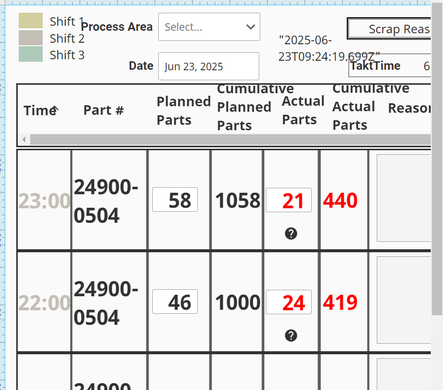 Shift 1
Shift 2
Shift 3
Process Area
Select...
Date
Jun 23, 2025
"2025-06-
23T09:24:19.699Z"
Scrap Reas
TaktTime
6
Time
Part #
Planned
Parts
Cumulative
Planned
Parts
Actual
Parts
Cumulative
Actual
Parts
Reason
23:00
24900-
0504
58
1058
21
440
22:00
24900-
0504
46
1000
24
419
24900-